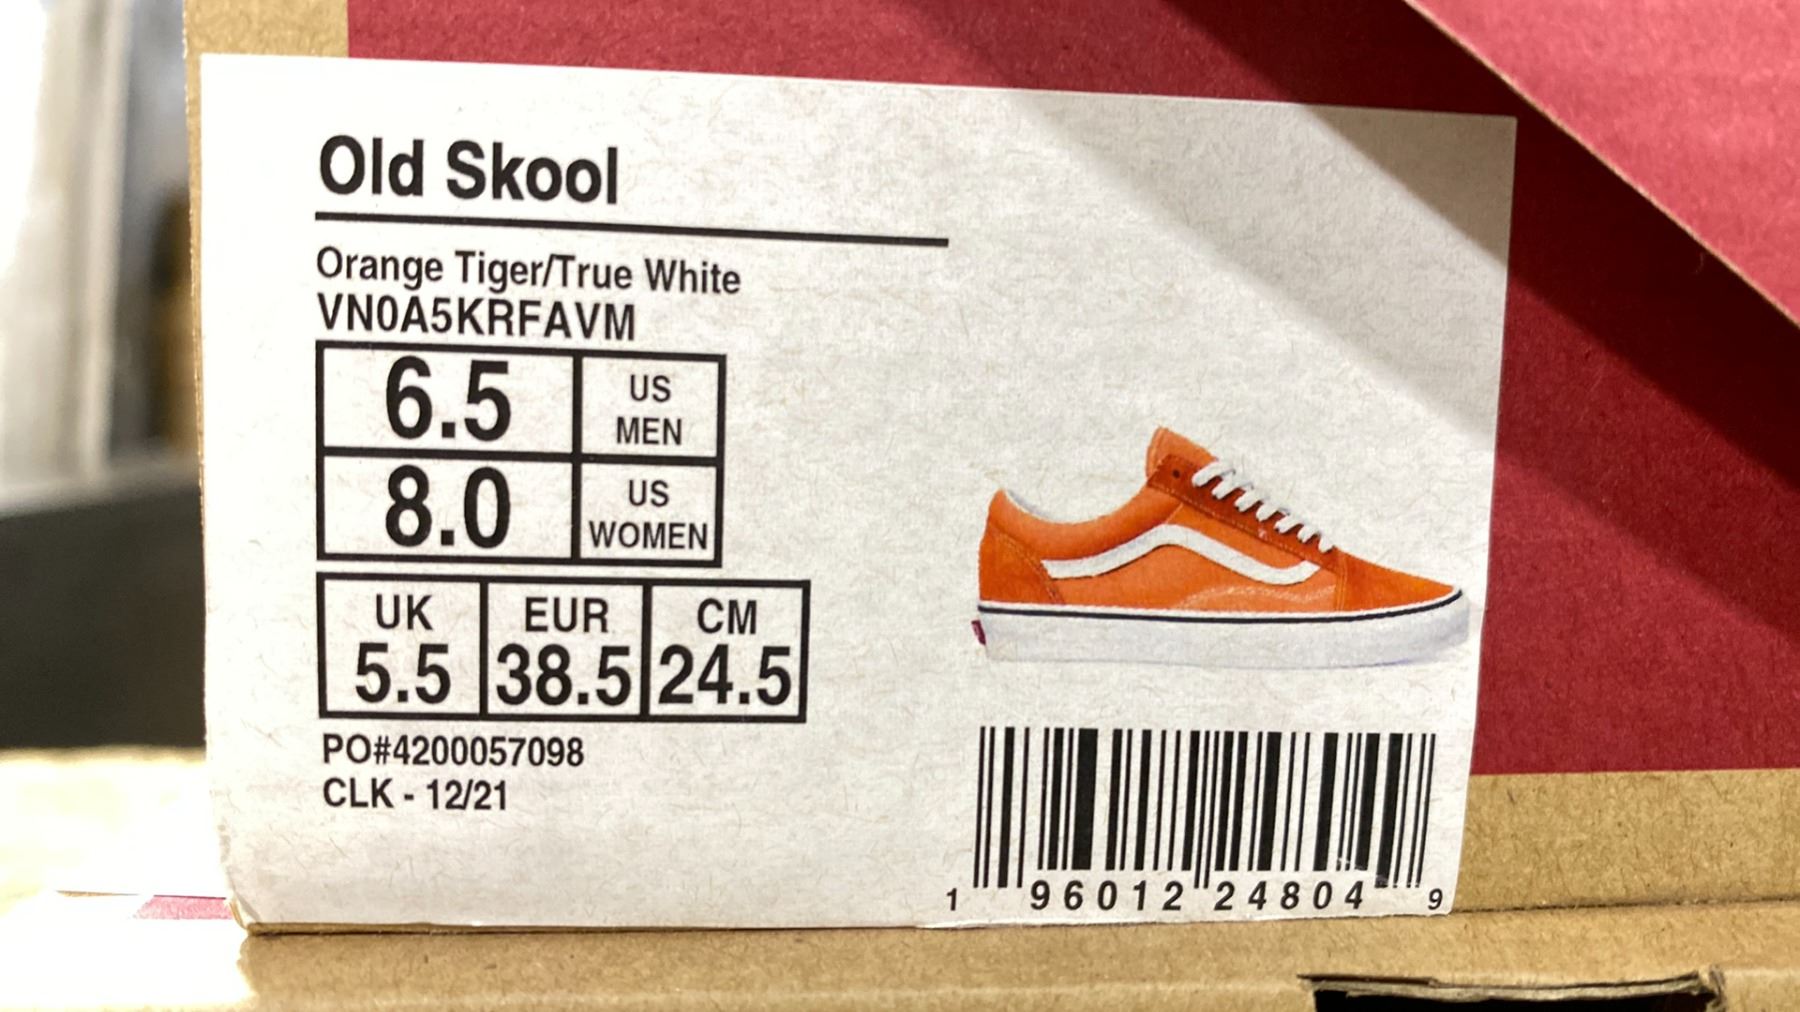 Old Skool
Orange Tiger/True White
VN0A5KRFAVM
6.5 US MEN
8.0 US WOMEN
UK EUR CM
5.5 38.5 24.5
PO#4200057098
CLK - 12/21
1 96012 24804 9